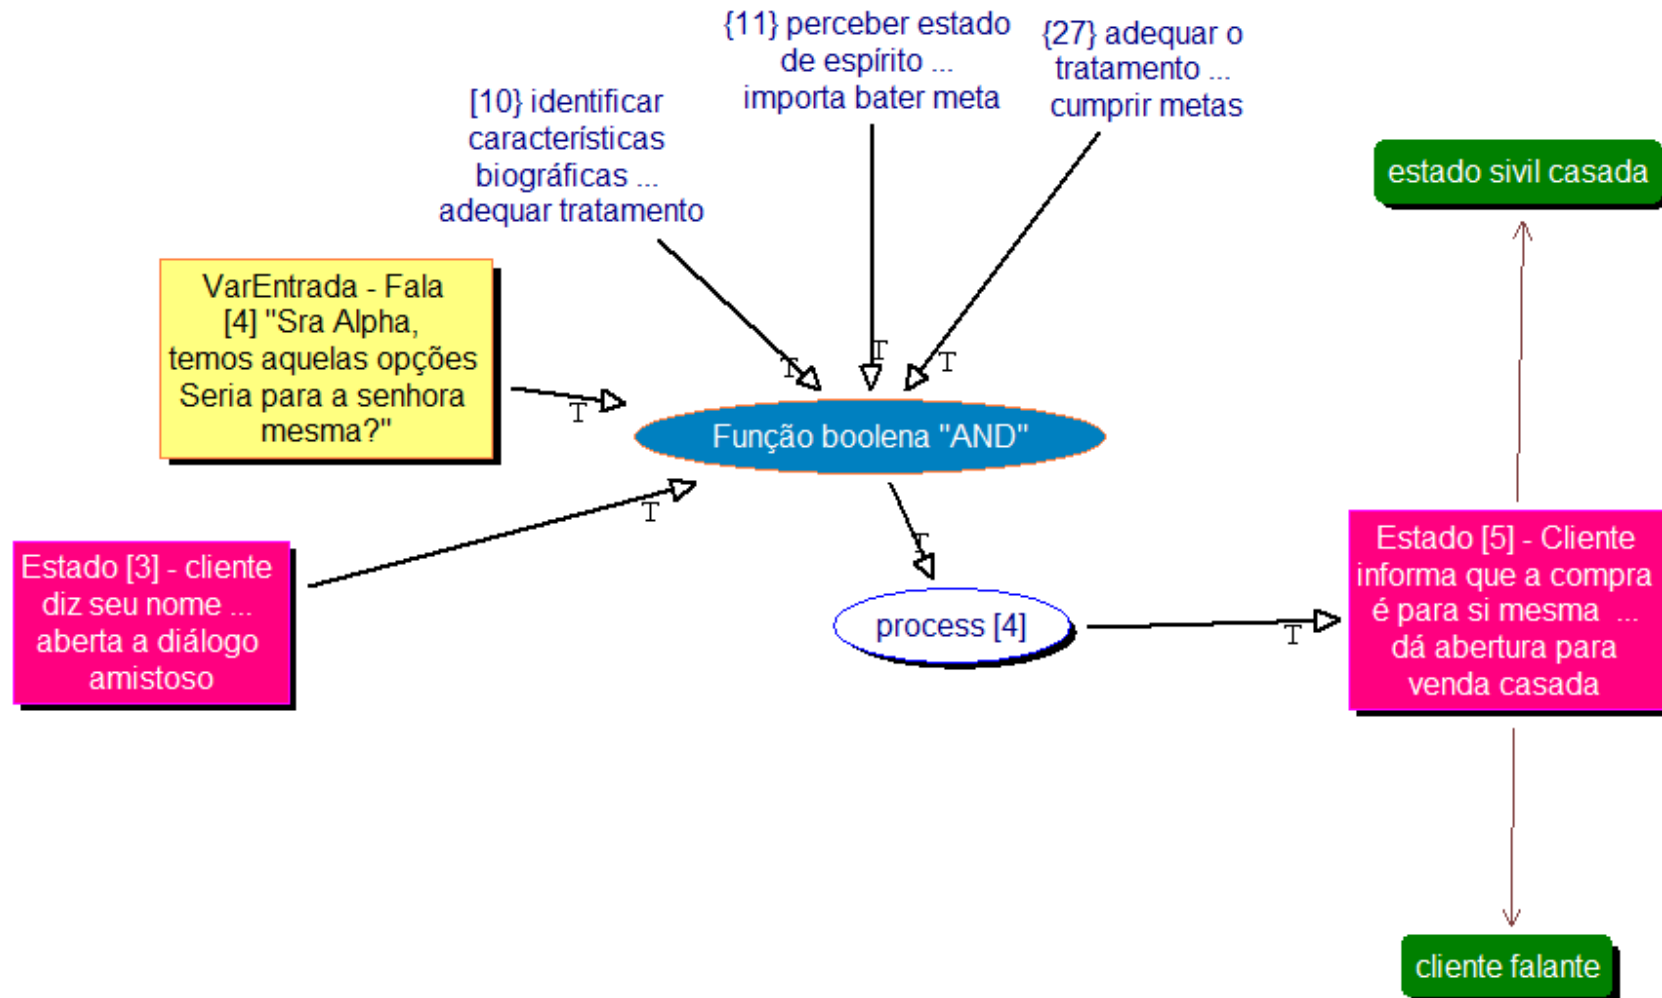 {11} perceber estado
de espírito ...
importa bater meta
{27} adequar o
tratamento ...
cumprir metas
[10} identificar
características
biográficas ...
adequar tratamento
estado sivil casada
VarEntrada - Fala
[4] "Sra Alpha,
temos aquelas opções
Seria para a senhora
mesma?"
T
T
T
T
Função boolena "AND"
T
Estado [3] - cliente
diz seu nome ...
aberta a diálogo
amistoso
T
process [4]
T
Estado [5] - Cliente
informa que a compra
é para si mesma ...
dá abertura para
venda casada
cliente falante